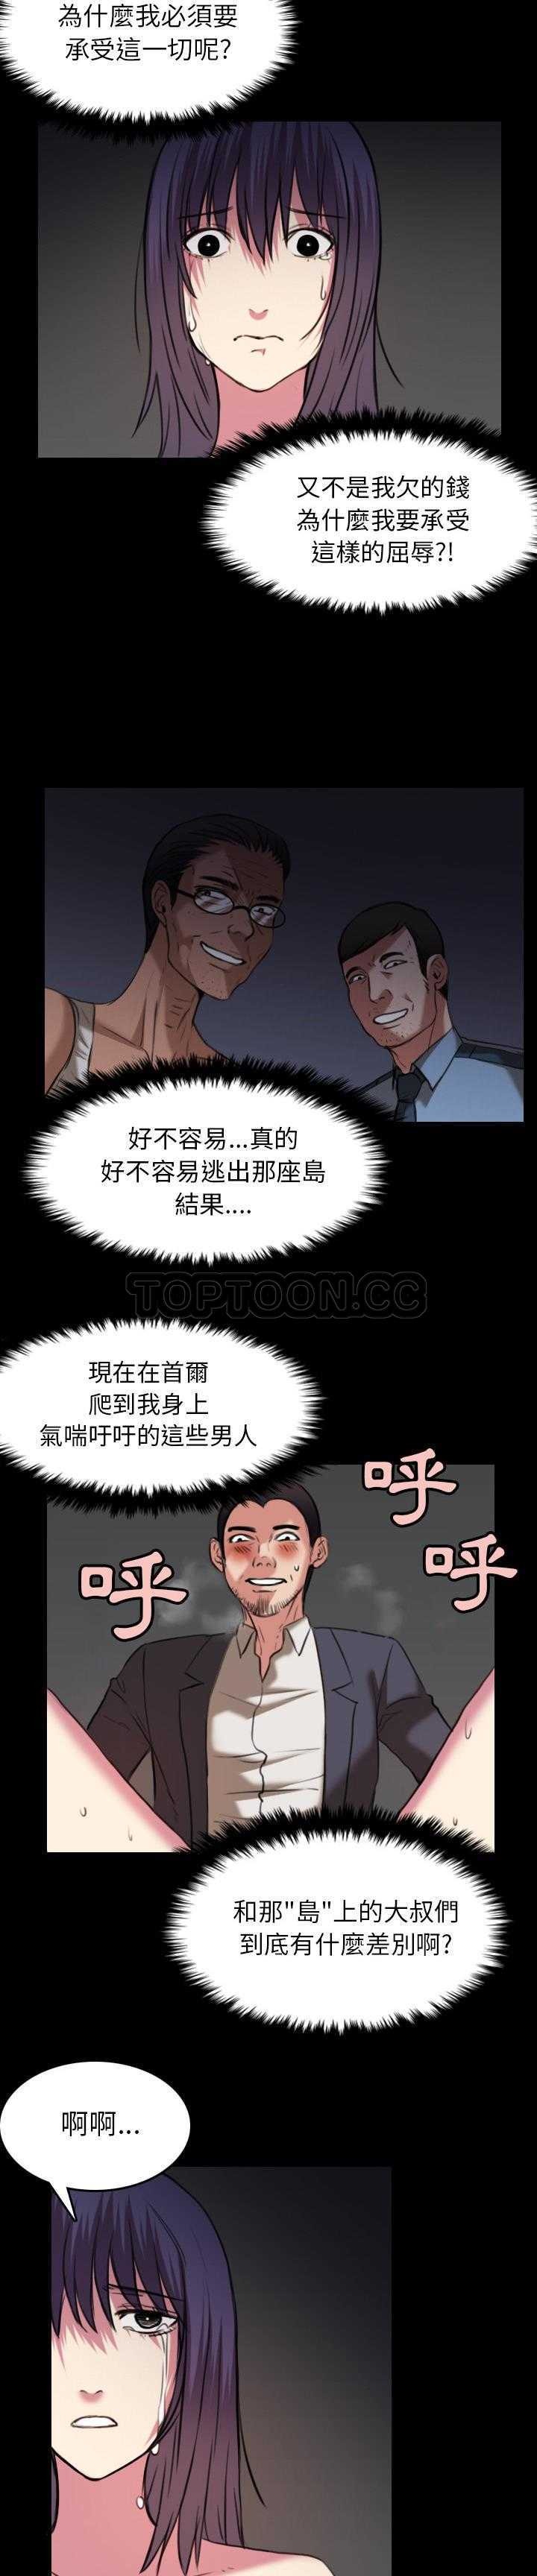 為什麼我必須要
承受這一切呢?
又不是我欠的錢
為什麼我要承受
這樣的屈辱?!
好不容易...真的
好不容易逃出那座島
結果....
TOPTOON.CC
現在在首爾
爬到我身上
氣喘吁吁的這些男人
呼
呼
呼
和那"島"上的大叔們
到底有什麼差別啊?
啊啊...